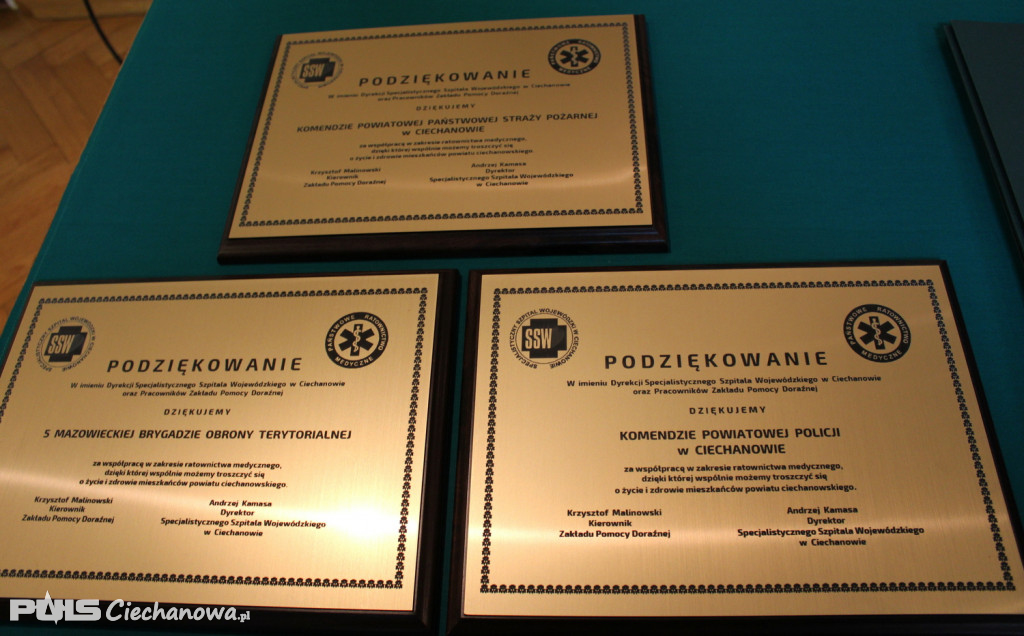 SSW
PAŃSTWOWE RATOWNICTWO MEDYCZNE
PODZIĘKOWANIE
W imieniu Dyrekcji Specjalistycznego Szpitala Wojewódzkiego w Ciechanowie
oraz Pracowników Zakładu Pomocy Doraźnej
DZIĘKUJEMY
KOMENDZIE POWIATOWEJ PAŃSTWOWEJ STRAŻY POŻARNEJ
w CIECHANOWIE
za współpracę w zakresie ratownictwa medycznego,
dzięki której wspólnie możemy troszczyć się
o życie i zdrowie mieszkańców powiatu ciechanowskiego.
Krzysztof Malinowski
Kierownik
Zakładu Pomocy Doraźnej
Andrzej Kamasa
Dyrektor
Specjalistycznego Szpitala Wojewódzkiego
w Ciechanowie
SPECJALISTYCZNY SZPITAL WOJEWÓDZKI W CIECHANOWIE
SSW
PAŃSTWOWE RATOWNICTWO MEDYCZNE
PODZIĘKOWANIE
W imieniu Dyrekcji Specjalistycznego Szpitala Wojewódzkiego w Ciechanowie
oraz Pracowników Zakładu Pomocy Doraźnej
DZIĘKUJEMY
5 MAZOWIECKIEJ BRYGADZIE OBRONY TERYTORIALNEJ
za współpracę w zakresie ratownictwa medycznego,
dzięki której wspólnie możemy troszczyć się
o życie i zdrowie mieszkańców powiatu ciechanowskiego.
Krzysztof Malinowski
Kierownik
Zakładu Pomocy Doraźnej
Andrzej Kamasa
Dyrektor
Specjalistycznego Szpitala Wojewódzkiego
w Ciechanowie
SPECJALISTYCZNY SZPITAL WOJEWÓDZKI W CIECHANOWIE
SSW
PAŃSTWOWE RATOWNICTWO MEDYCZNE
PODZIĘKOWANIE
W imieniu Dyrekcji Specjalistycznego Szpitala Wojewódzkiego w Ciechanowie
oraz Pracowników Zakładu Pomocy Doraźnej
DZIĘKUJEMY
KOMENDZIE POWIATOWEJ POLICJI
w CIECHANOWIE
za współpracę w zakresie ratownictwa medycznego,
dzięki której wspólnie możemy troszczyć się
o życie i zdrowie mieszkańców powiatu ciechanowskiego.
Krzysztof Malinowski
Kierownik
Zakładu Pomocy Doraźnej
Andrzej Kamasa
Dyrektor
Specjalistycznego Szpitala Wojewódzkiego
w Ciechanowie
PULS Ciechanowa.pl